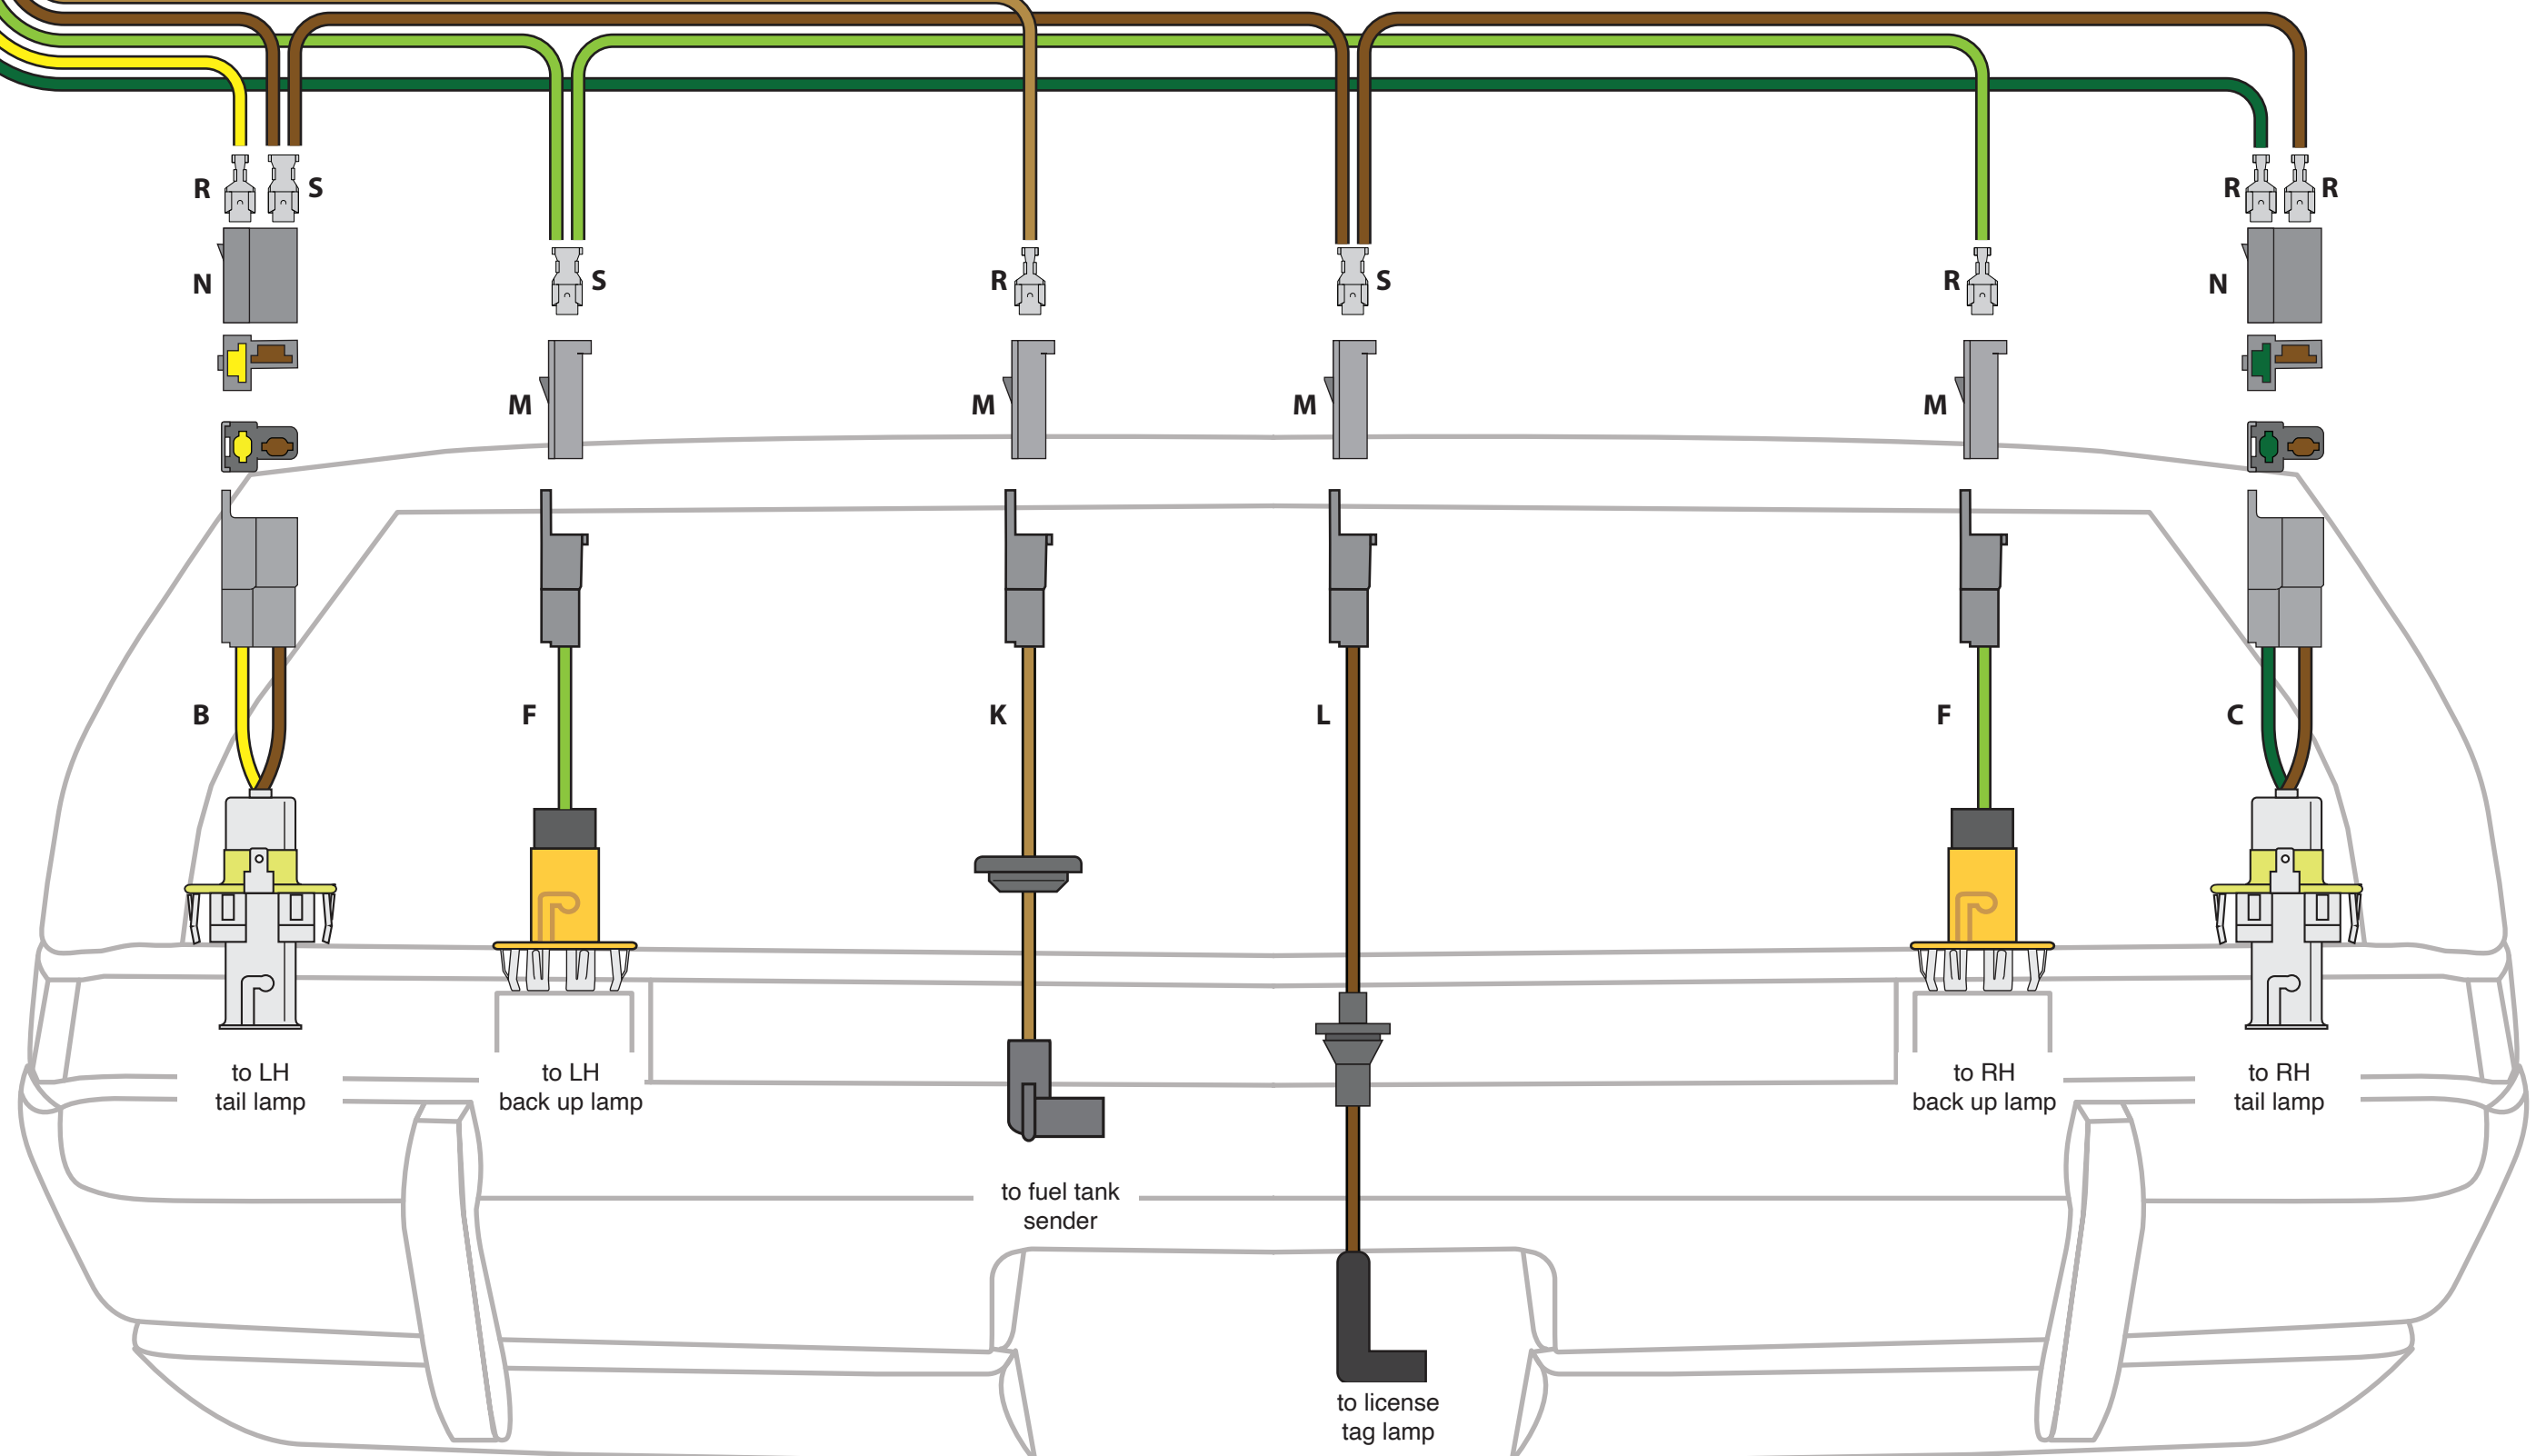 R
S
R
R
N
S
R
S
R
N
M
M
M
M
B
F
K
L
F
C
to LH
tail lamp
to LH
back up lamp
to RH
back up lamp
to RH
tail lamp
to fuel tank
sender
to license
tag lamp